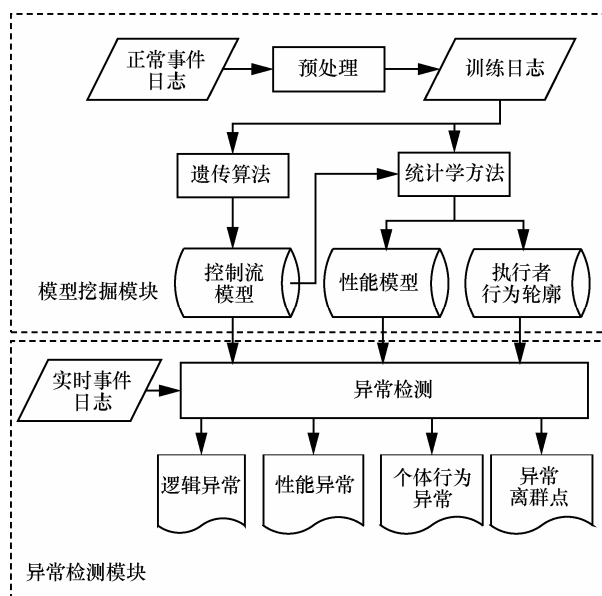 正常事件
日志
预处理
训练日志
遗传算法
统计学方法
控制流
模型
性能模型
执行者
行为轮廓
模型挖掘模块
实时事件
日志
异常检测
逻辑异常
性能异常
个体行为
异常
异常
离群点
异常检测模块